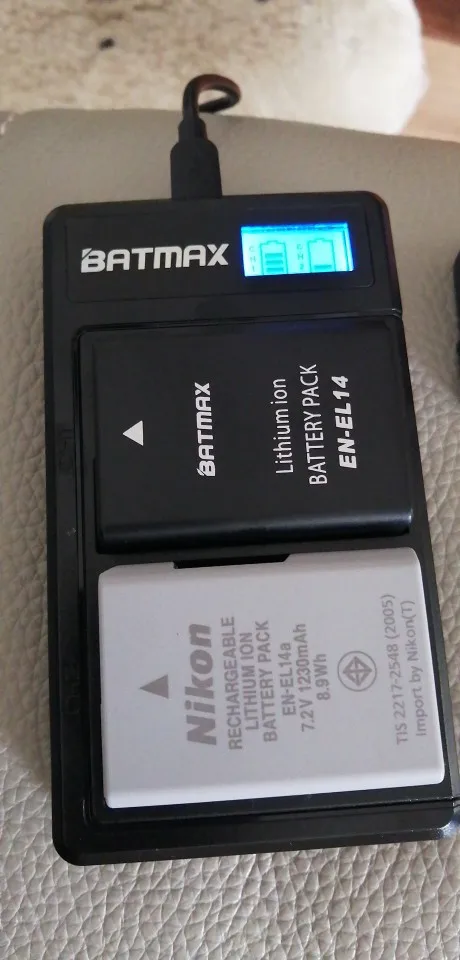 BATMAX
BATMAX
Lithium ion
BATTERY PACK
EN-EL14
Nikon
RECHARGEABLE
LITHIUM ION
BATTERY PACK
EN-EL14a
7.2V 1230mAh
8.9Wh
TIS 2217-2548 (2005)
Import by Nikon(T)